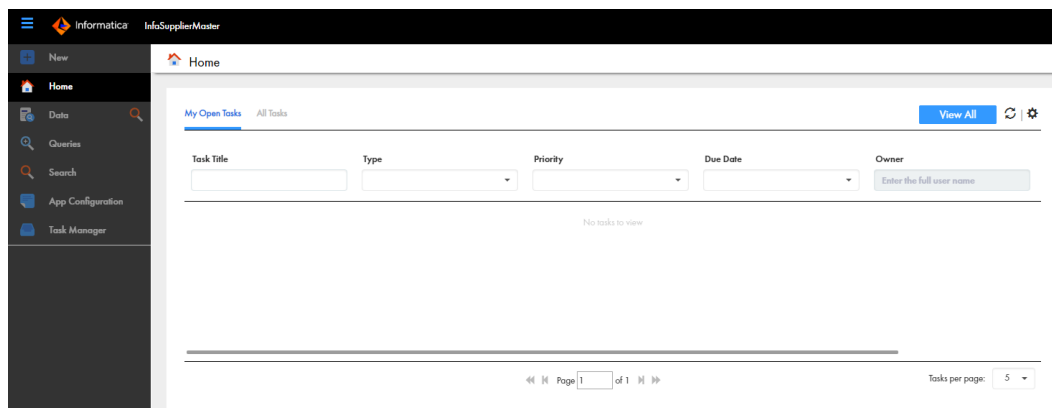 Informatica InfaSupplierMaster
New
Home
Data
Queries
Search
App Configuration
Task Manager
Home
My Open Tasks All Tasks View All
Task Title Type Priority Due Date Owner
Enter the full user name
No tasks to view
Page 1 of 1 Tasks per page: 5